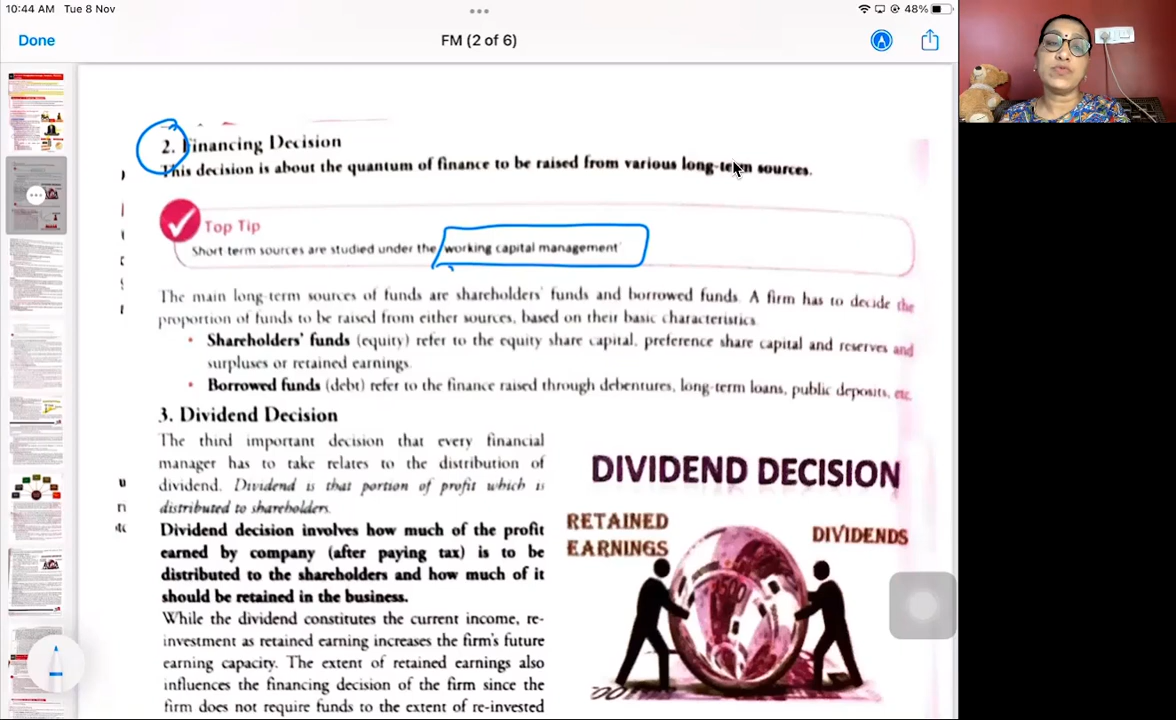 10:44 AM Tue 8 Nov
48%
Done
FM (2 of 6)
2. Financing Decision
This decision is about the quantum of finance to be raised from various long-term sources.
Top Tip
Short term sources are studied under the 'working capital management'
The main long-term sources of funds are shareholders' funds and borrowed funds. A firm has to decide the
proportion of funds to be raised from either sources, based on their basic characteristics.
• Shareholders' funds (equity) refer to the equity share capital, preference share capital and reserves and
surpluses or retained earnings.
• Borrowed funds (debt) refer to the finance raised through debentures, long-term loans, public deposits, etc.
3. Dividend Decision
The third important decision that every financial
manager has to take relates to the distribution of
dividend. Dividend is that portion of profit which is
distributed to shareholders.
Dividend decision involves how much of the profit
earned by company (after paying tax) is to be
distributed to the shareholders and how much of it
should be retained in the business.
While the dividend constitutes the current income, re-
investment as retained earning increases the firm's future
earning capacity. The extent of retained earnings also
influences the financing decision of the firm since the
firm does not require funds to the extent of re-invested
DIVIDEND DECISION
RETAINED
EARNINGS
DIVIDENDS